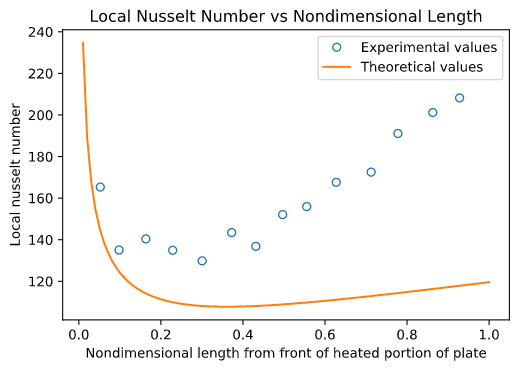 Local Nusselt Number vs Nondimensional Length
Experimental values
Theoretical values
240
220
200
180
160
140
120
Local nusselt number
0.0 0.2 0.4 0.6 0.8 1.0
Nondimensional length from front of heated portion of plate